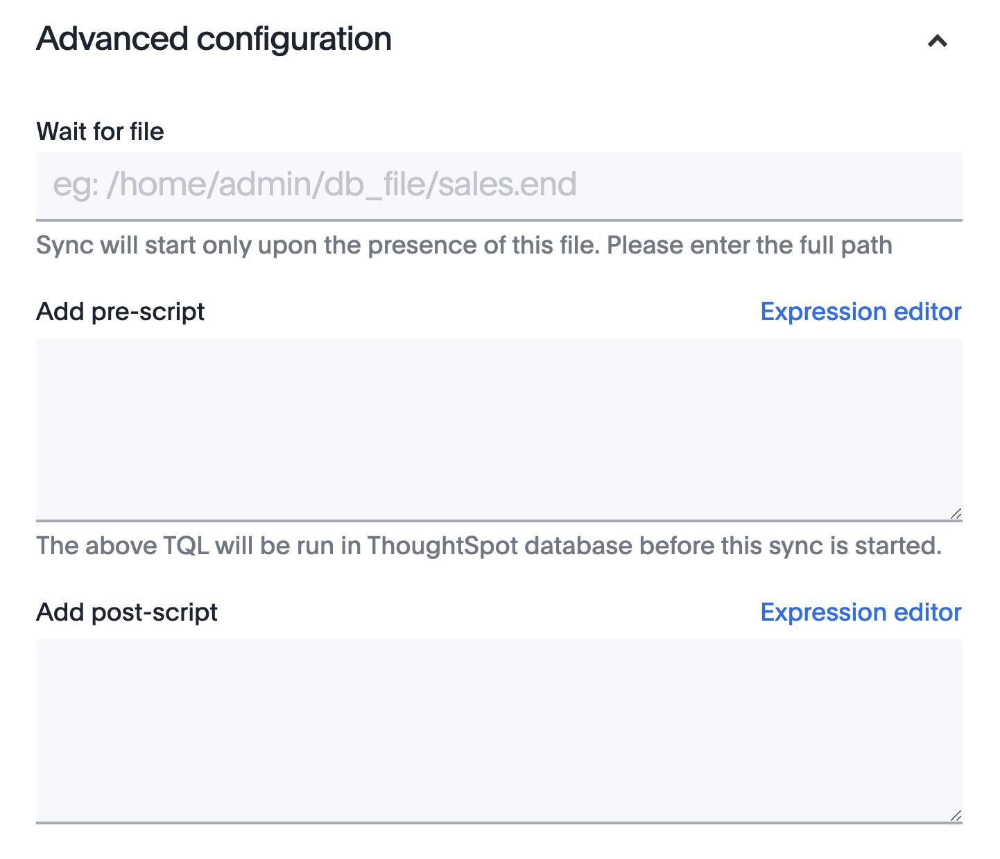 Advanced configuration
Wait for file
eg: /home/admin/db_file/sales.end
Sync will start only upon the presence of this file. Please enter the full path
Add pre-script Expression editor
The above TQL will be run in ThoughtSpot database before this sync is started.
Add post-script Expression editor